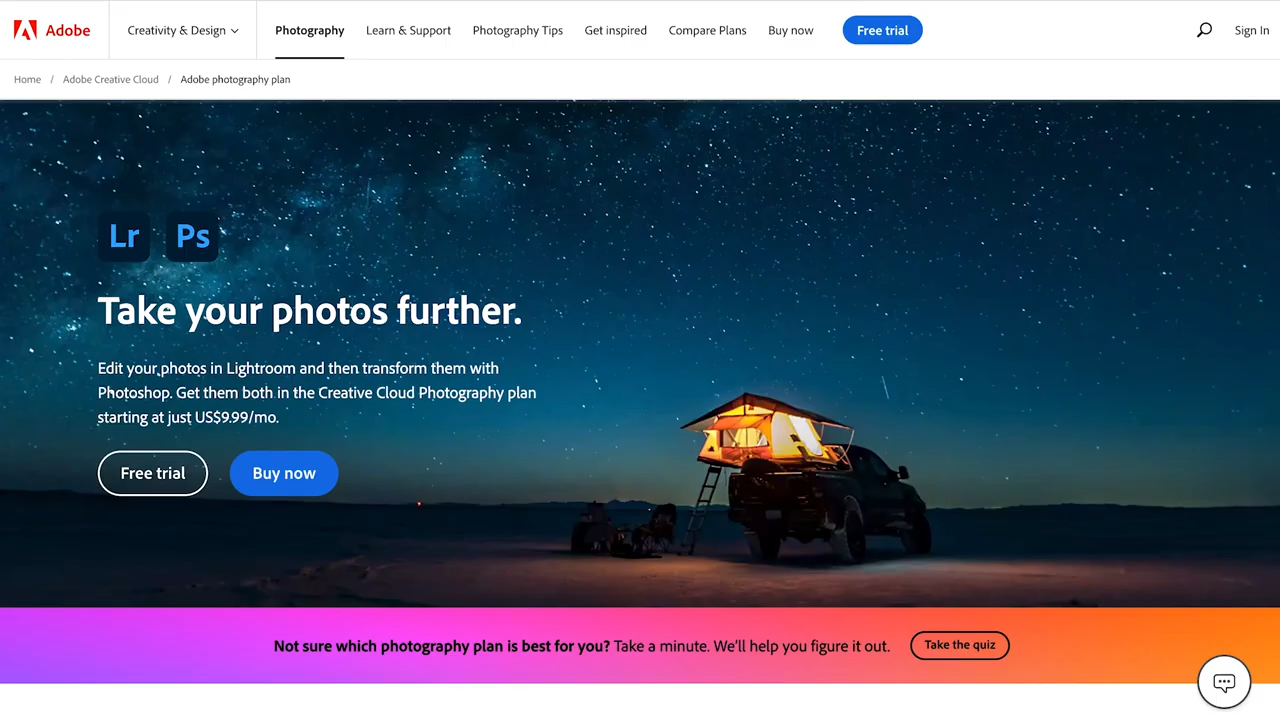 Adobe
Creativity & Design
Photography
Learn & Support
Photography Tips
Get inspired
Compare Plans
Buy now
Free trial
Sign In
Home / Adobe Creative Cloud / Adobe photography plan
Lr Ps
Take your photos further.
Edit your photos in Lightroom and then transform them with
Photoshop. Get them both in the Creative Cloud Photography plan
starting at just US$9.99/mo.
Free trial
Buy now
Not sure which photography plan is best for you? Take a minute. We’ll help you figure it out.
Take the quiz